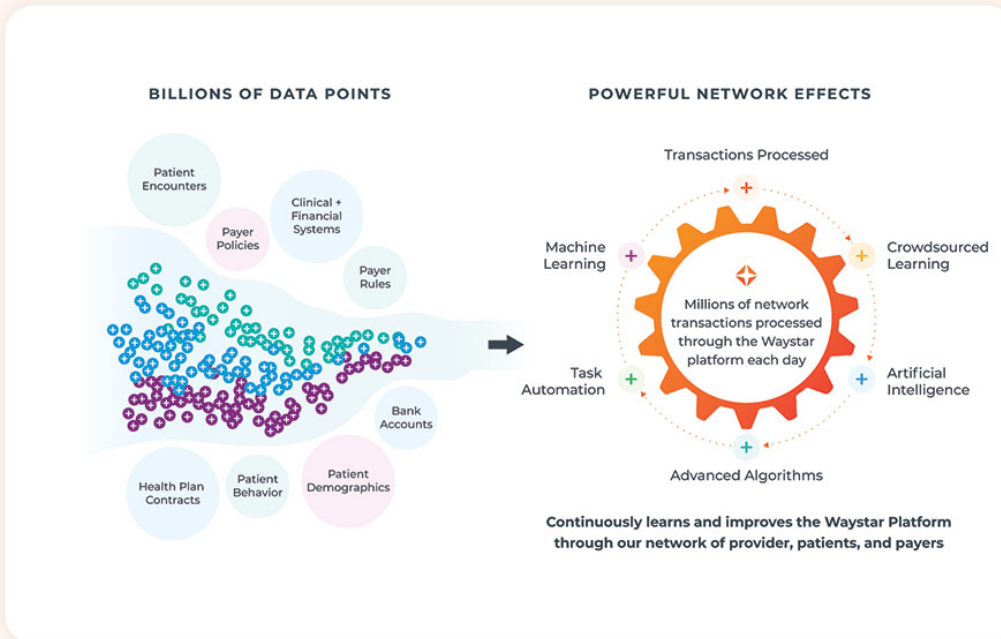 BILLIONS OF DATA POINTS
Patient
Encounters
Clinical +
Financial
Systems
Payer
Policies
Payer
Rules
Bank
Accounts
Health Plan
Contracts
Patient
Behavior
Patient
Demographics
POWERFUL NETWORK EFFECTS
Transactions Processed
Machine
Learning
Crowdsourced
Learning
Millions of network
transactions processed
through the Waystar
platform each day
Task
Automation
Artificial
Intelligence
Advanced Algorithms
Continuously learns and improves the Waystar Platform
through our network of provider, patients, and payers